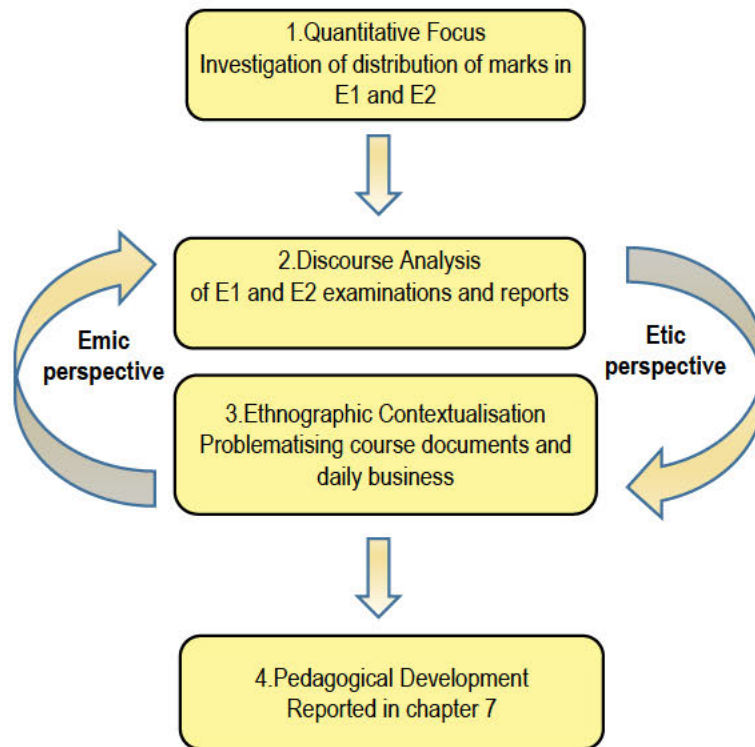 1.Quantitative Focus
Investigation of distribution of marks in
E1 and E2
2.Discourse Analysis
of E1 and E2 examinations and reports
Emic
perspective
Etic
perspective
3.Ethnographic Contextualisation
Problematising course documents and
daily business
4.Pedagogical Development
Reported in chapter 7